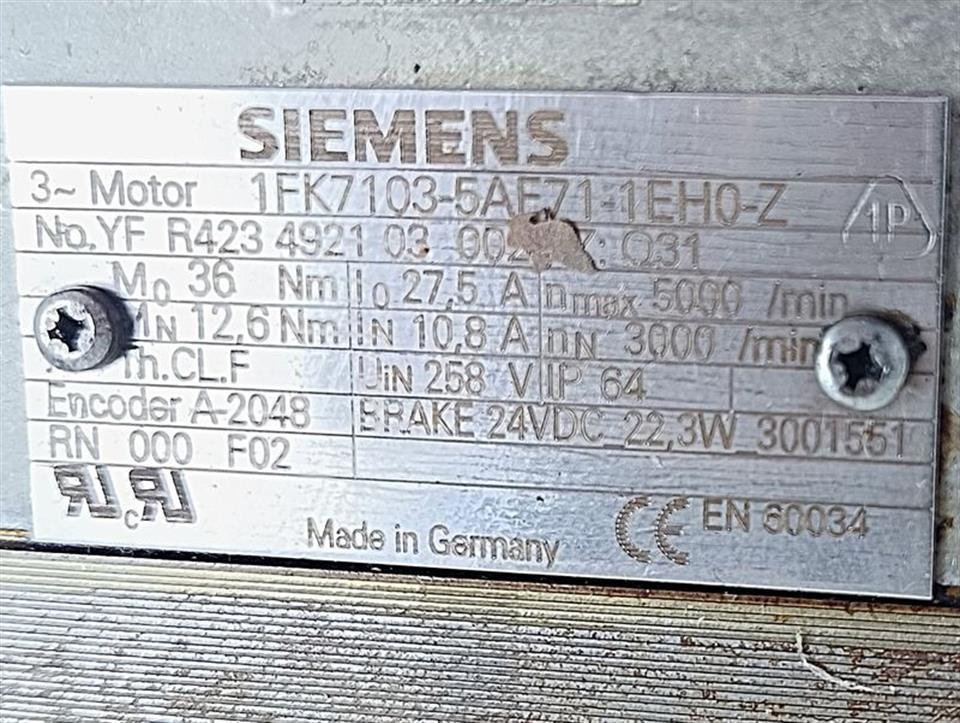 SIEMENS
3~ Motor 1FK7103-5AF71-1EH0-Z
No.YF R423 4921 03 : Q31
M0 36 Nm I0 27,5 A nmax 5000 /min
MN 12,6 Nm IN 10,8 A nN 3000 /min
Th.CL.F UIN 258 V IP 64
Encoder A-2048 BRAKE 24VDC 22,3W 3001551
RN 000 F02
Made in Germany CE EN 60034
1P